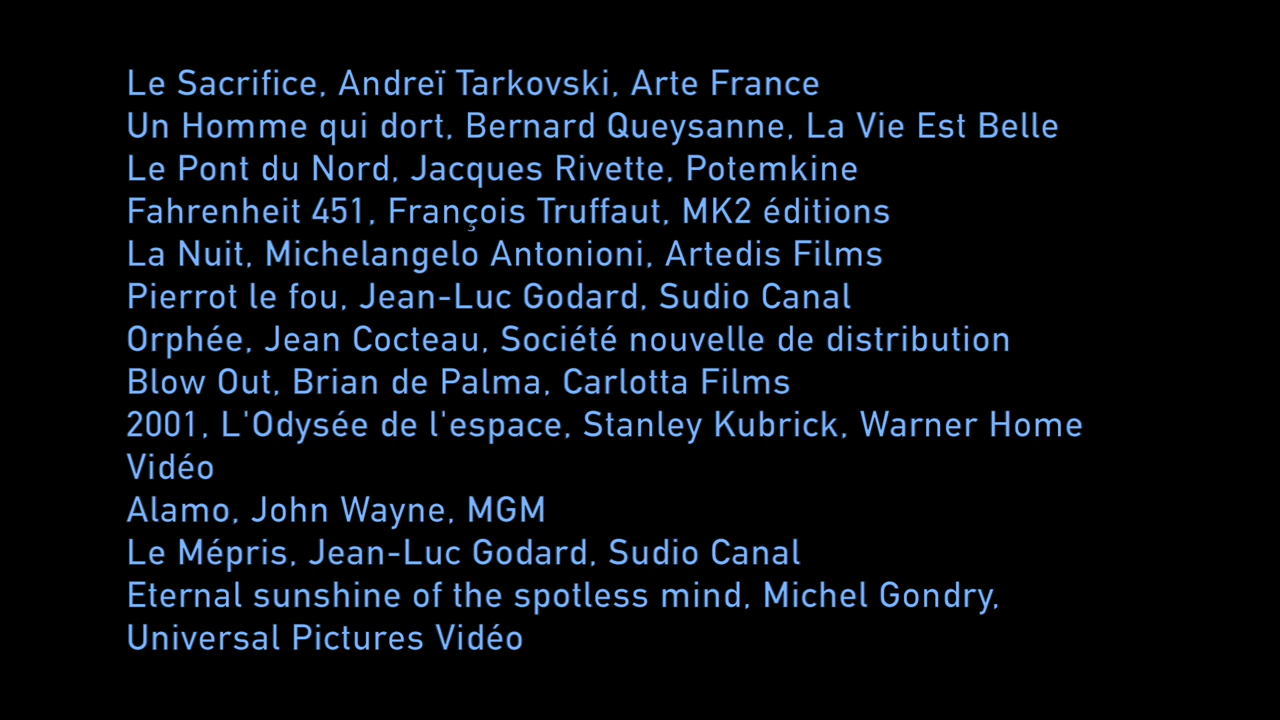 Le Sacrifice, Andreï Tarkovski, Arte France
Un Homme qui dort, Bernard Queysanne, La Vie Est Belle
Le Pont du Nord, Jacques Rivette, Potemkine
Fahrenheit 451, François Truffaut, MK2 éditions
La Nuit, Michelangelo Antonioni, Artedis Films
Pierrot le fou, Jean-Luc Godard, Sudio Canal
Orphée, Jean Cocteau, Société nouvelle de distribution
Blow Out, Brian de Palma, Carlotta Films
2001, L'Odysée de l'espace, Stanley Kubrick, Warner Home
Vidéo
Alamo, John Wayne, MGM
Le Mépris, Jean-Luc Godard, Sudio Canal
Eternal sunshine of the spotless mind, Michel Gondry,
Universal Pictures Vidéo